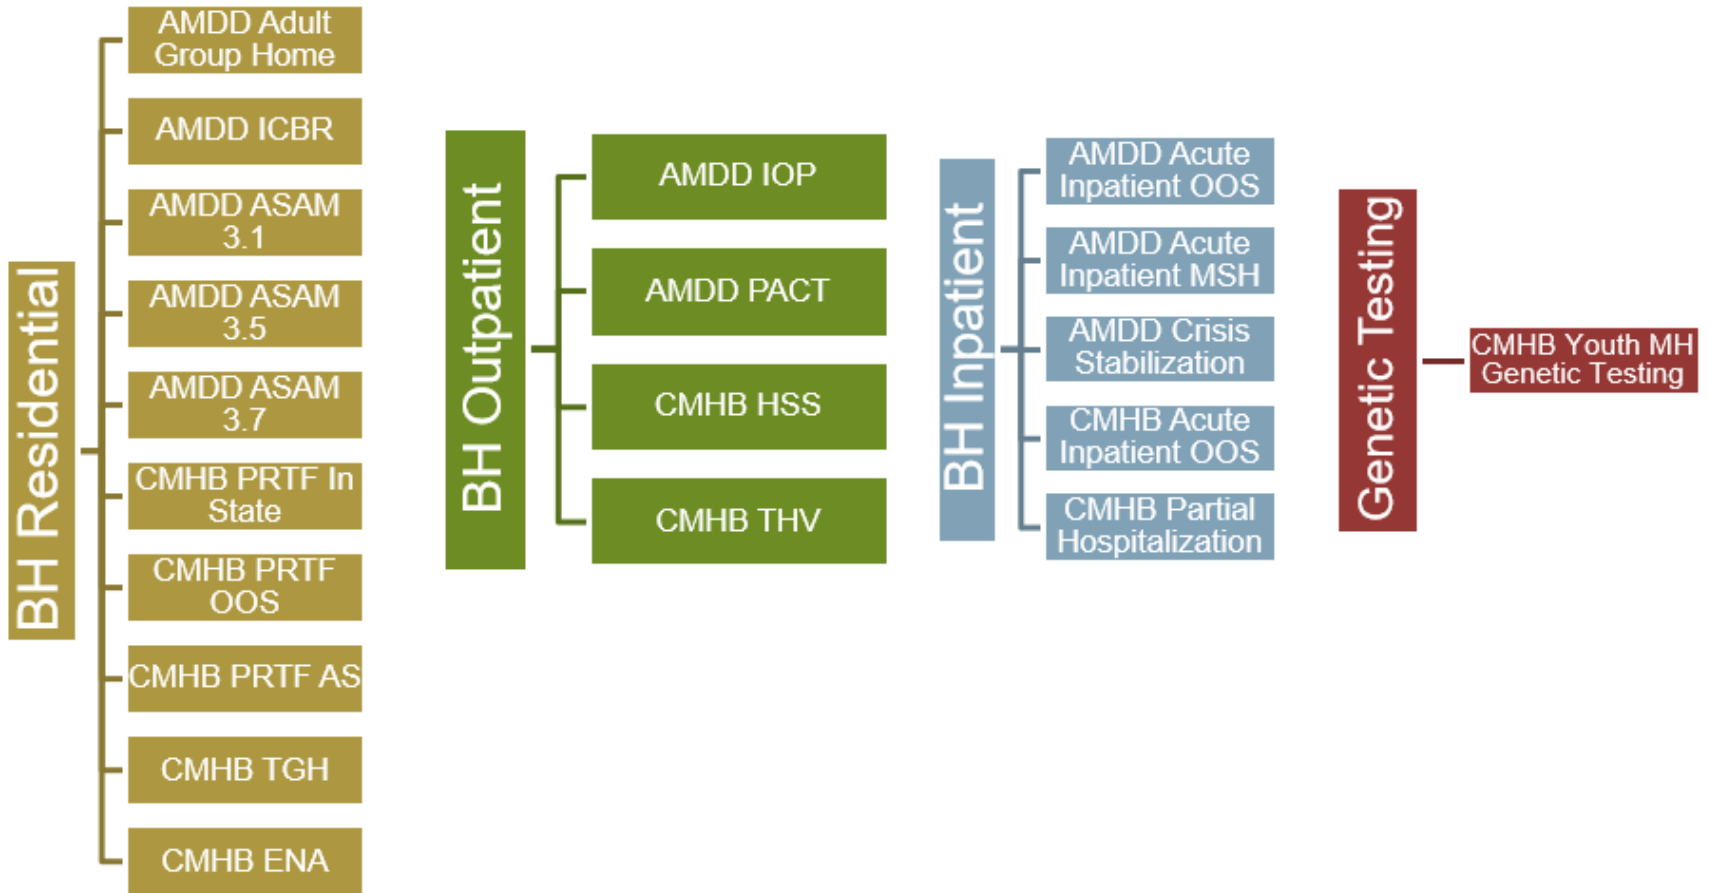 BH Residential
AMDD Adult
Group Home
AMDD ICBR
AMDD ASAM
3.1
AMDD ASAM
3.5
AMDD ASAM
3.7
CMHB PRTF In
State
CMHB PRTF
OOS
CMHB PRTF AS
CMHB TGH
CMHB ENA
BH Outpatient
AMDD IOP
AMDD PACT
CMHB HSS
CMHB THV
BH Inpatient
AMDD Acute
Inpatient OOS
AMDD Acute
Inpatient MSH
AMDD Crisis
Stabilization
CMHB Acute
Inpatient OOS
CMHB Partial
Hospitalization
Genetic Testing
CMHB Youth MH
Genetic Testing